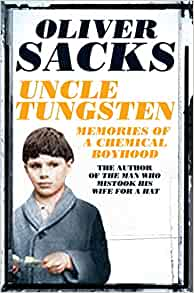 OLIVER
SACKS
UNCLE
TUNGSTEN
MEMORIES OF
A CHEMICAL
BOYHOOD
THE AUTHOR
OF THE MAN WHO
MISTOOK HIS
WIFE FOR A HAT